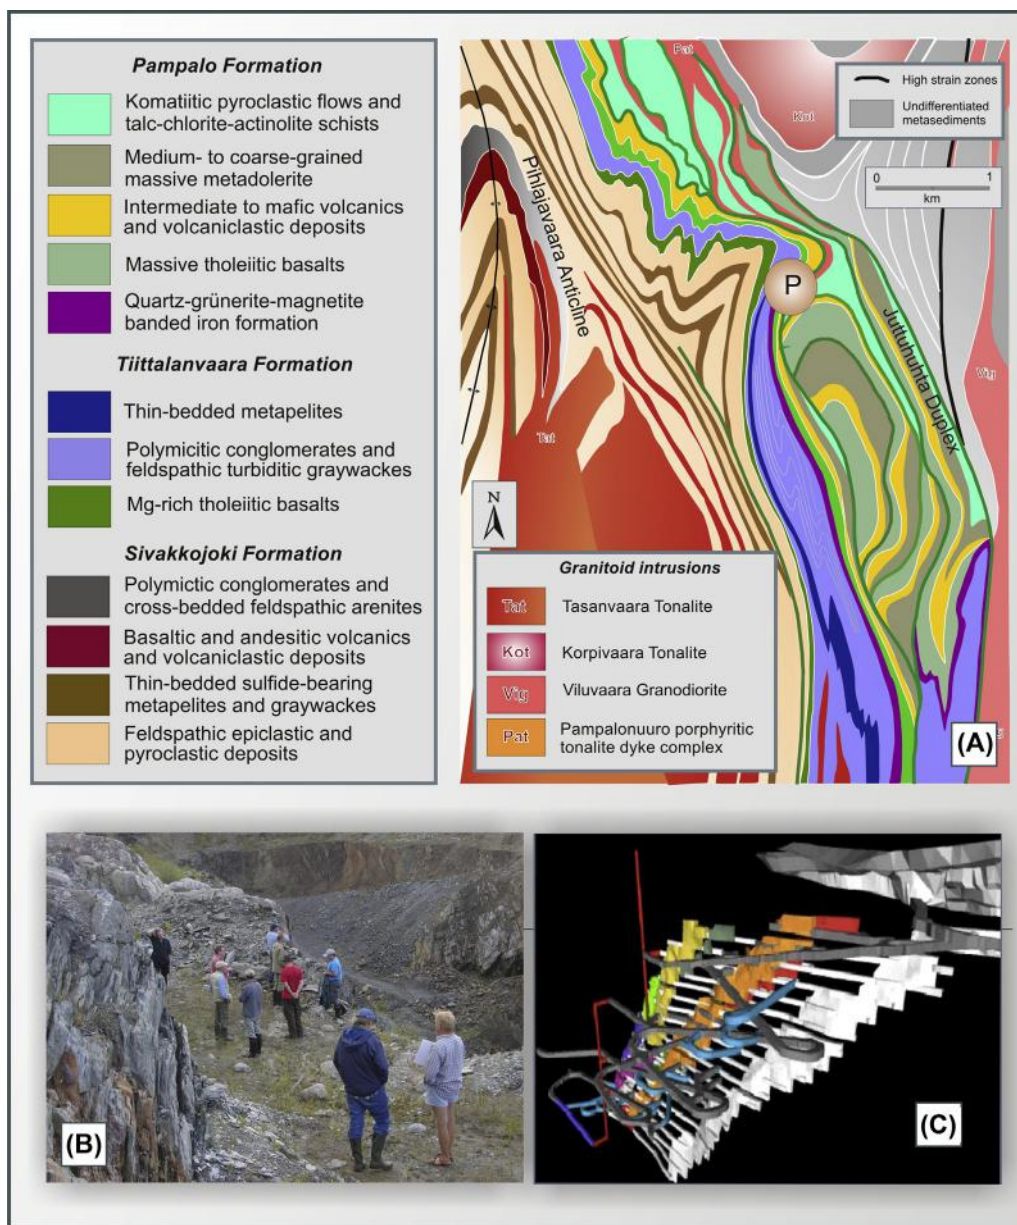 Pampalo Formation
Komatiitic pyroclastic flows and
talc-chlorite-actinolite schists
Medium- to coarse-grained
massive metadolerite
Intermediate to mafic volcanics
and volcaniclastic deposits
Massive tholeiitic basalts
Quartz-grünerite-magnetite
banded iron formation
Tiittalanvaara Formation
Thin-bedded metapelites
Polymicitic conglomerates and
feldspathic turbiditic graywackes
Mg-rich tholeiitic basalts
Sivakkojoki Formation
Polymictic conglomerates and
cross-bedded feldspathic arenites
Basaltic and andesitic volcanics
and volcaniclastic deposits
Thin-bedded sulfide-bearing
metapelites and graywackes
Feldspathic epiclastic and
pyroclastic deposits
Pat
Kot
High strain zones
Undifferentiated
metasediments
0 1
km
Pihlajavaara Anticline
P
Juttuhuhta Duplex
Vig
Tat
N
Granitoid intrusions
Tat Tasanvaara Tonalite
Kot Korpivaara Tonalite
Vig Viluvaara Granodiorite
Pat Pampalonuuro porphyritic
tonalite dyke complex
(A)
(B)
(C)